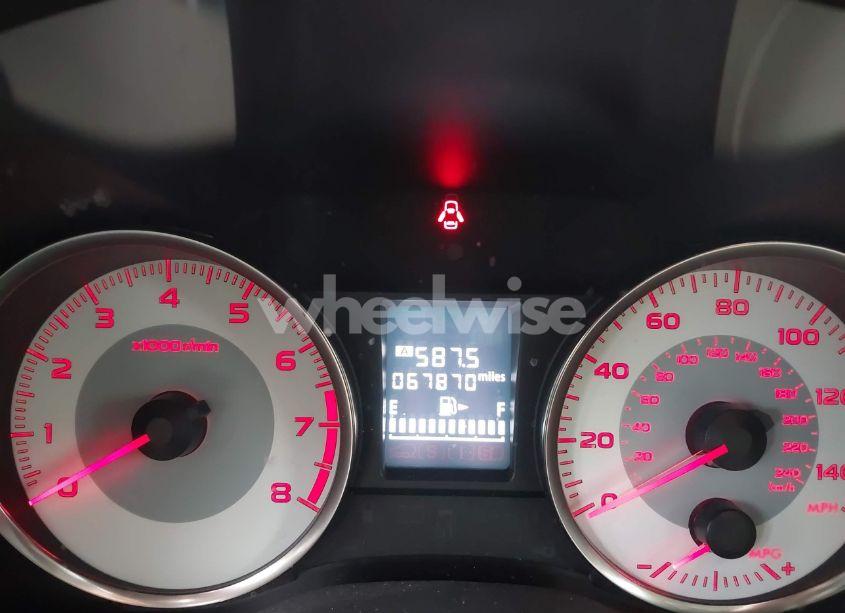 wheelwise
0 1 2 3 4 5 6 7 8
x1000r/min
A 587.5
067870 miles
E F
0 20 40 60 80 100 120 140
20 40 60 80 100 120 140 160 180 200 220 240
km/h
MPH
- MPG +